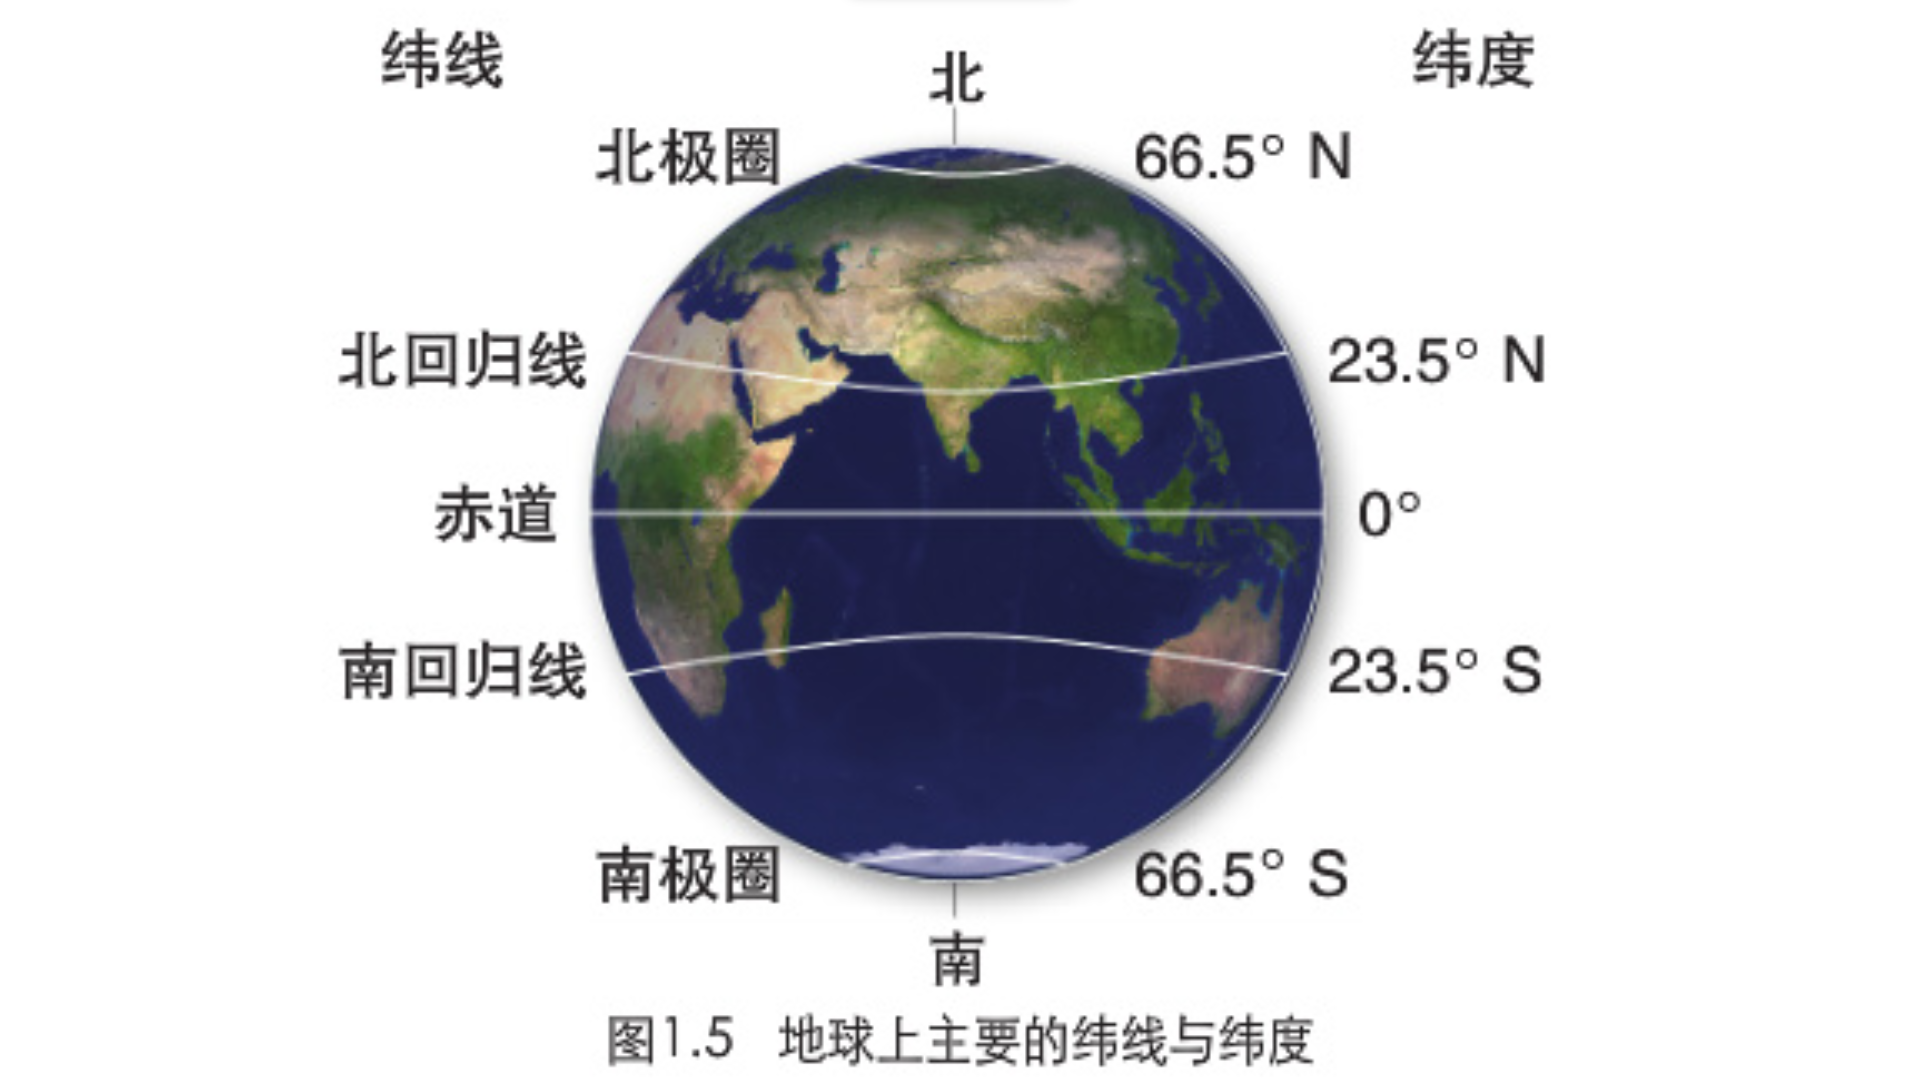 纬线
纬度
北
北极圈
66.5° N
北回归线
23.5° N
赤道
0°
南回归线
23.5° S
南极圈
66.5° S
南
图1.5 地球上主要的纬线与纬度